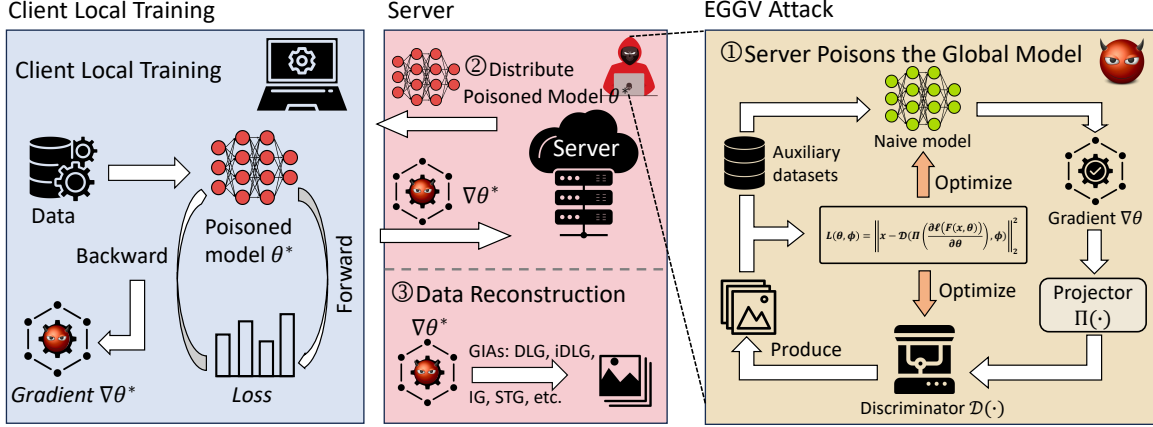 Client Local Training
Client Local Training
Data
Poisoned
model θ*
Backward
Forward
Gradient ∇θ*
Loss
Server
②Distribute
Poisoned Model θ*
Server
∇θ*
③Data Reconstruction
∇θ*
GIAs: DLG, iDLG,
IG, STG, etc.
EGGV Attack
①Server Poisons the Global Model
Auxiliary
datasets
Naive model
Optimize
Gradient ∇θ
L(θ, ϕ) = ‖x − 𝒟(Π(∂ℓ(F(x, θ))/∂θ), ϕ)‖₂²
Optimize
Projector
Π(·)
Produce
Discriminator 𝒟(·)